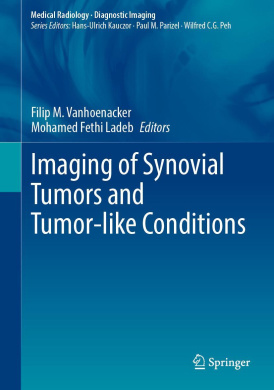 Medical Radiology · Diagnostic Imaging
Series Editors: Hans-Ulrich Kauczor · Paul M. Parizel · Wilfred C.G. Peh
Filip M. Vanhoenacker
Mohamed Fethi Ladeb Editors
Imaging of Synovial
Tumors and
Tumor-like Conditions
Springer